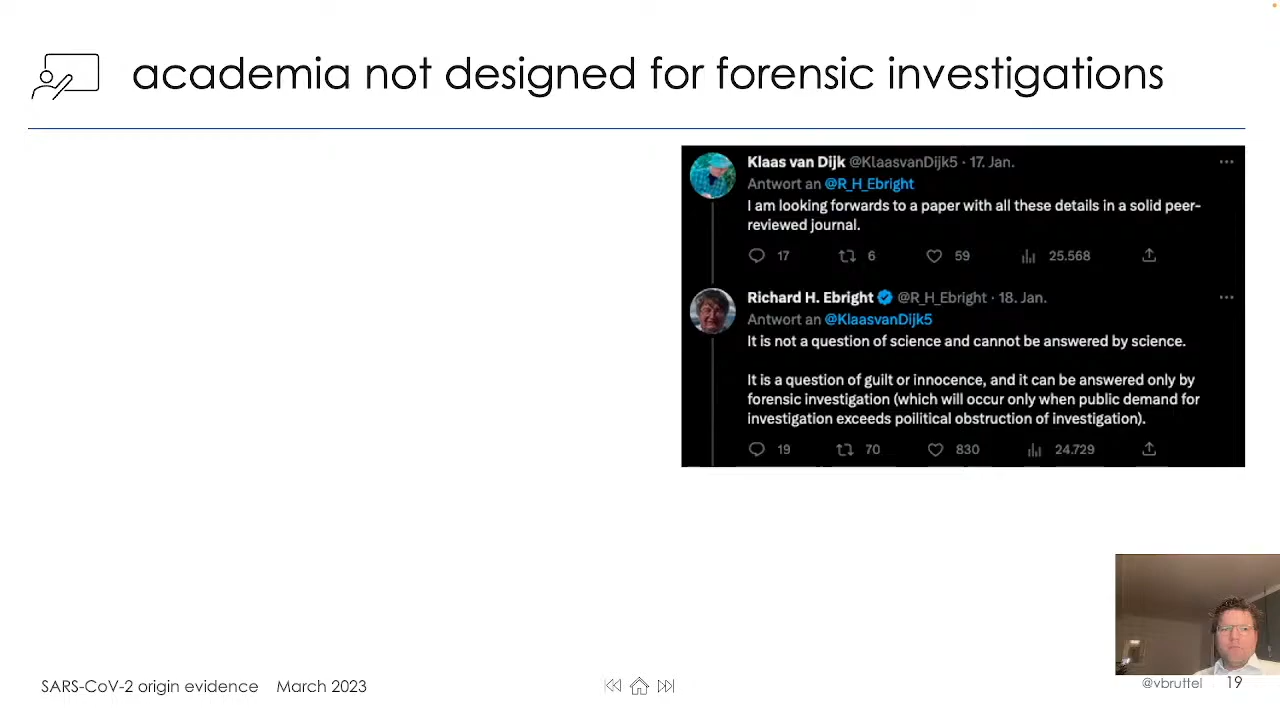 academia not designed for forensic investigations
Klaas van Dijk @KlaasvanDijk5 · 17. Jan.
Antwort an @R_H_Ebright
I am looking forwards to a paper with all these details in a solid peer-
reviewed journal.
17 6 59 25.568
Richard H. Ebright @R_H_Ebright · 18. Jan.
Antwort an @KlaasvanDijk5
It is not a question of science and cannot be answered by science.
It is a question of guilt or innocence, and it can be answered only by
forensic investigation (which will occur only when public demand for
investigation exceeds poilitical obstruction of investigation).
19 70 830 24.729
SARS-CoV-2 origin evidence March 2023
@vbruttel 19